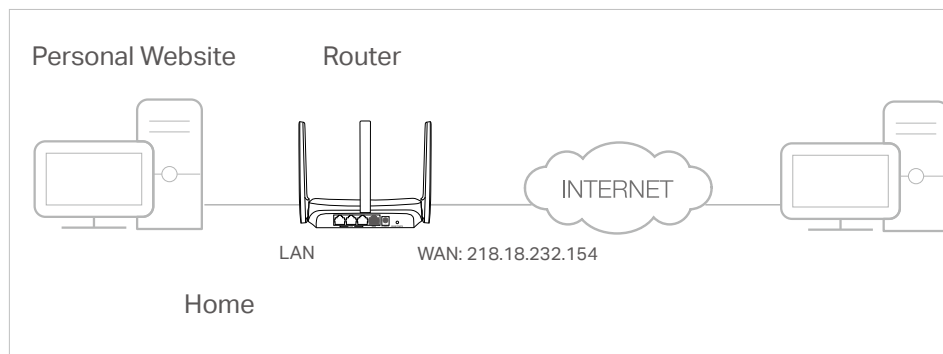 Personal Website
Router
INTERNET
LAN
WAN: 218.18.232.154
Home